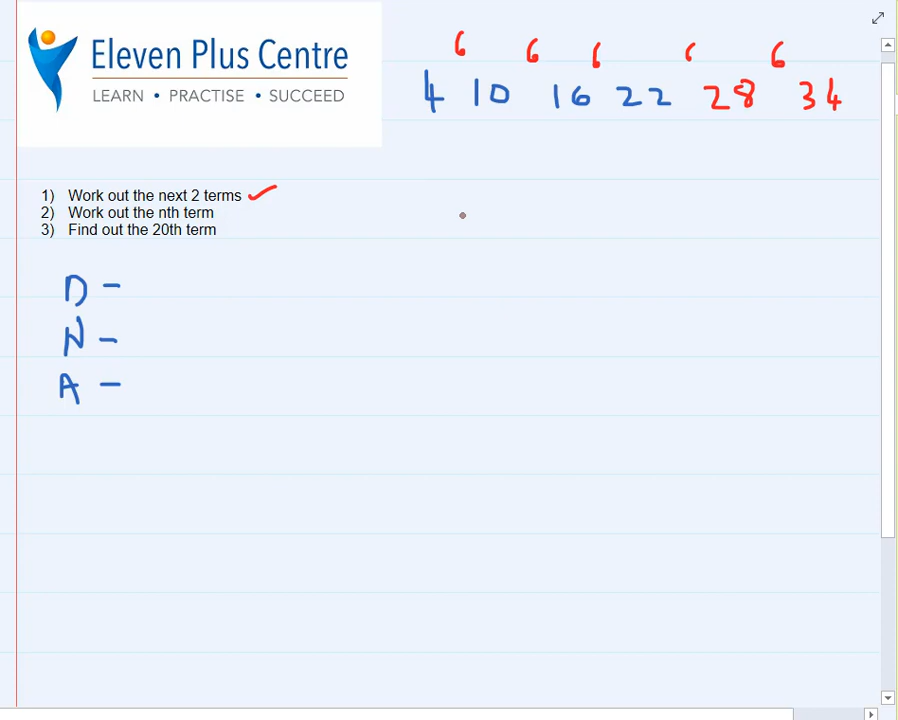 Eleven Plus Centre
LEARN • PRACTISE • SUCCEED
6 6 6 6 6
4 10 16 22 28 34
1) Work out the next 2 terms
2) Work out the nth term
3) Find out the 20th term
D -
N -
A -